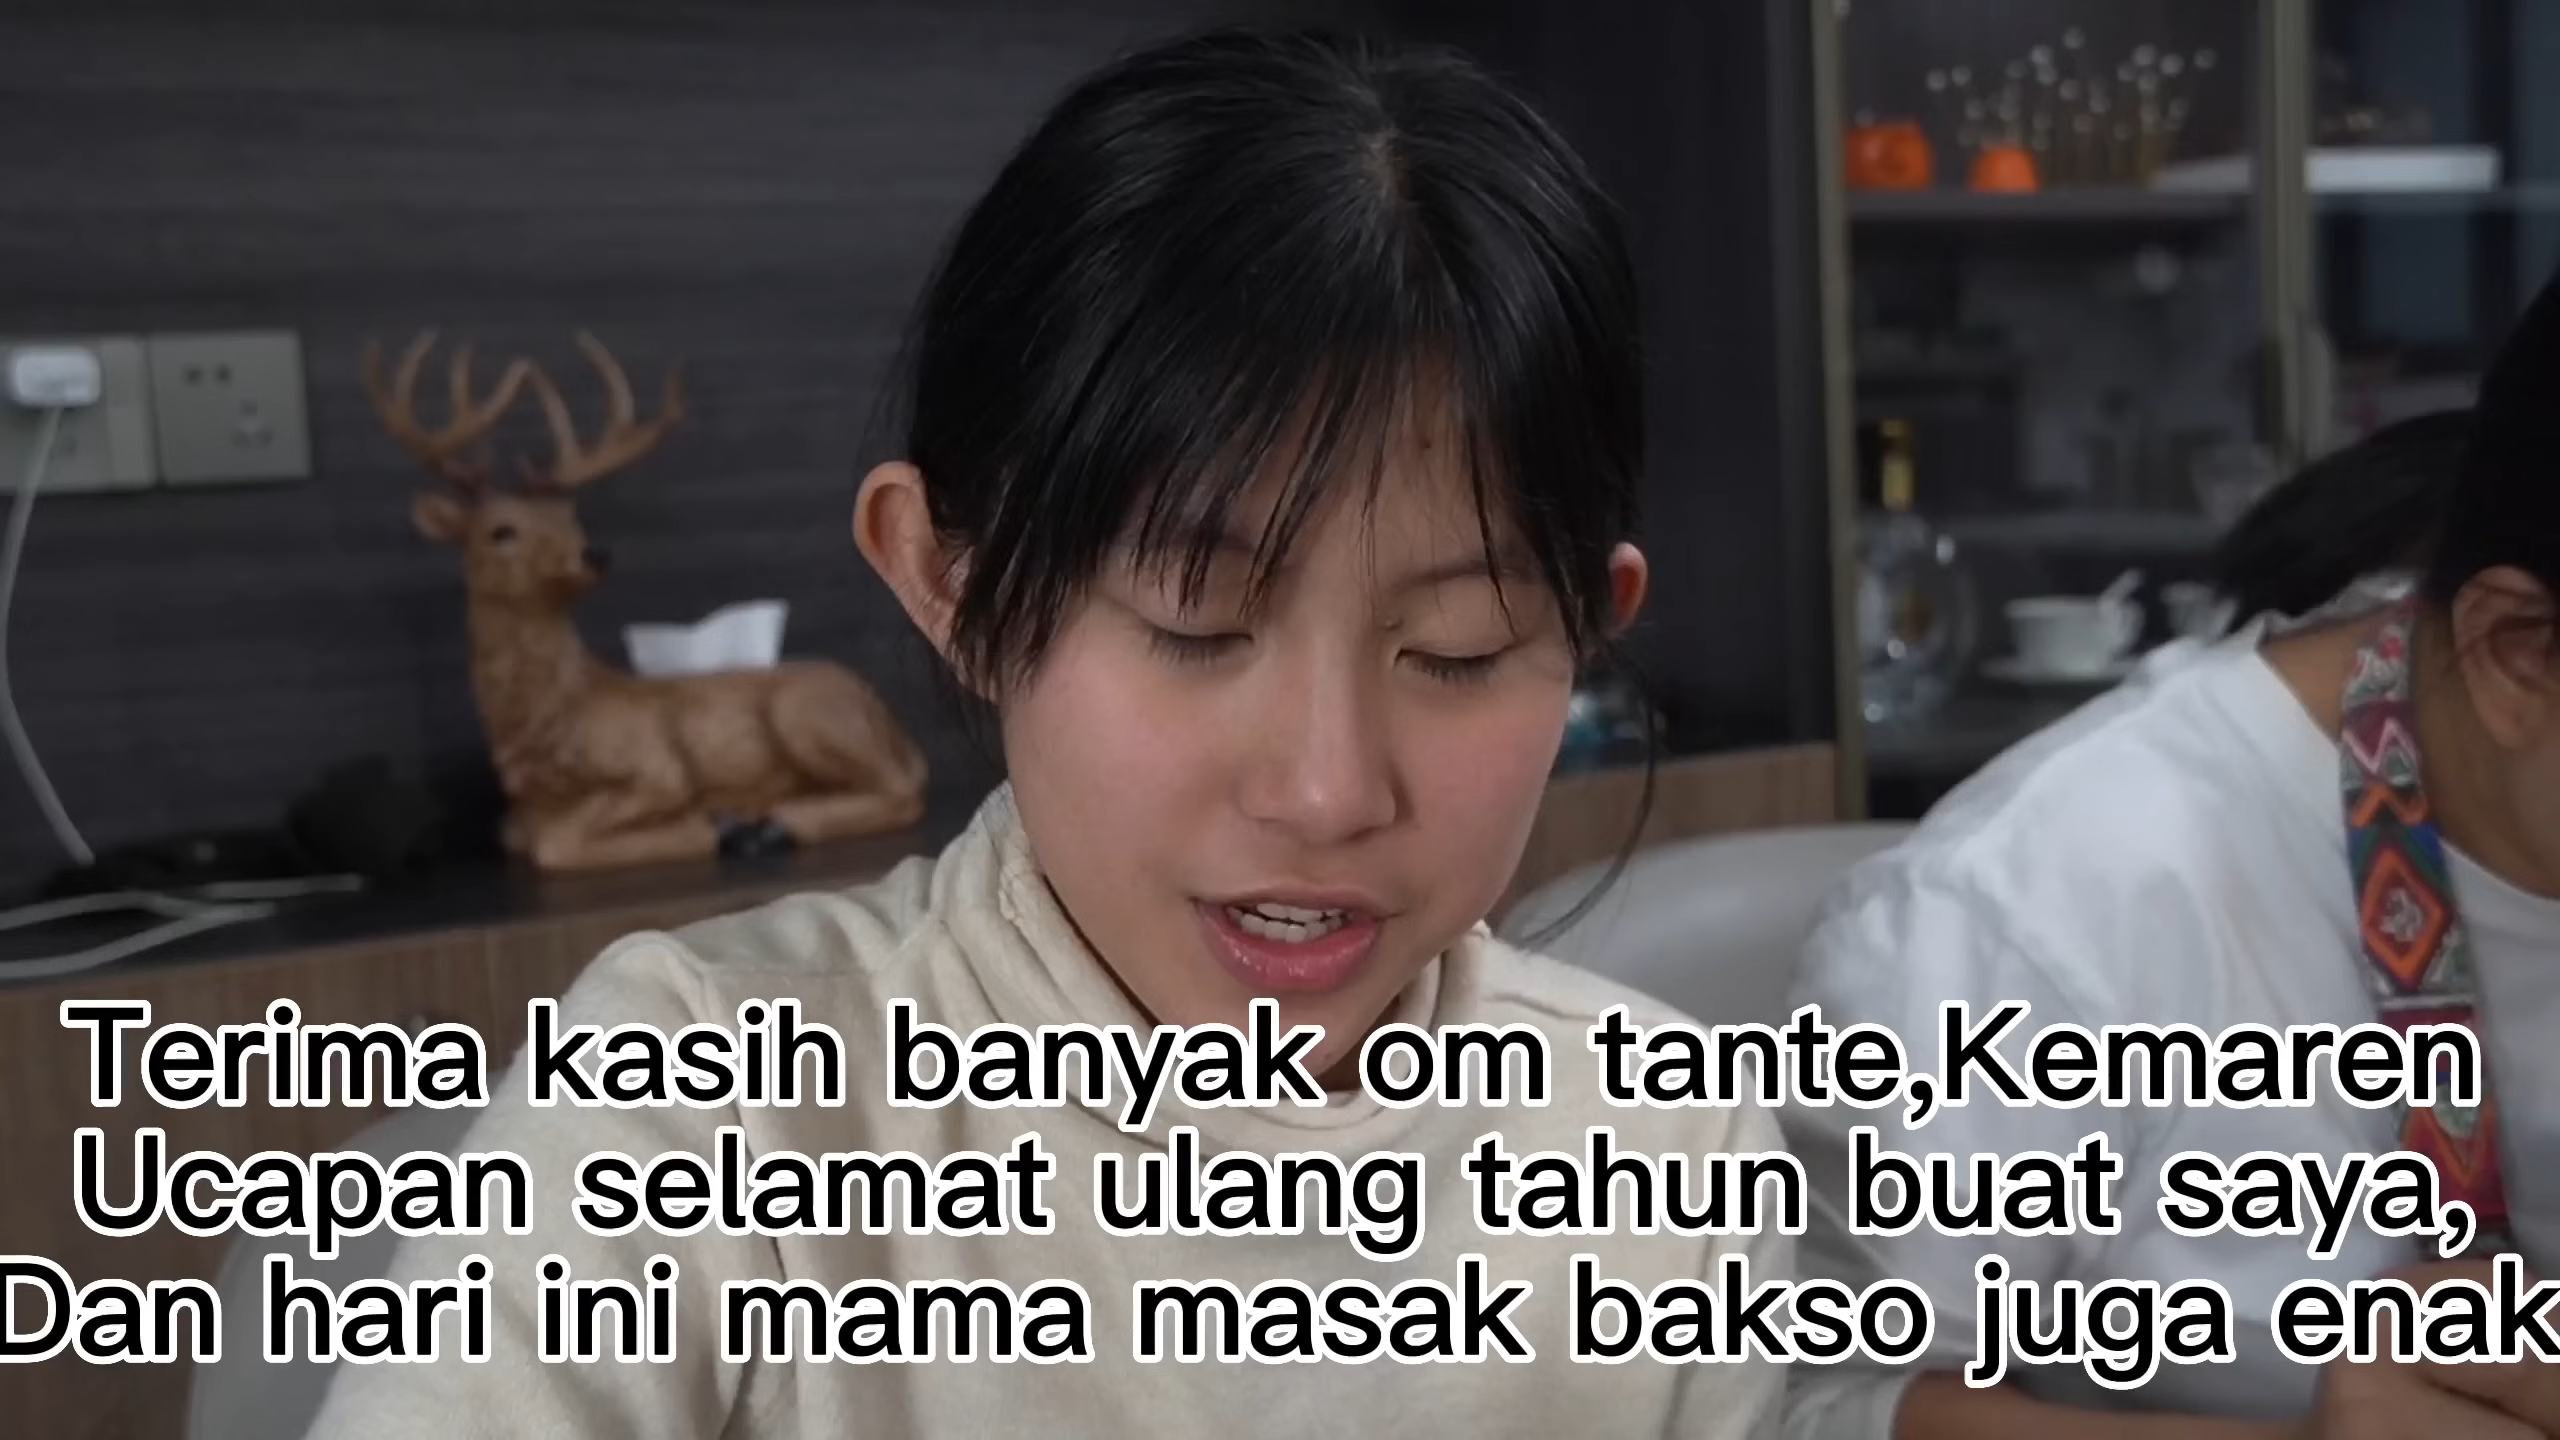 Terima kasih banyak om tante,Kemaren
Ucapan selamat ulang tahun buat saya,
Dan hari ini mama masak bakso juga enak